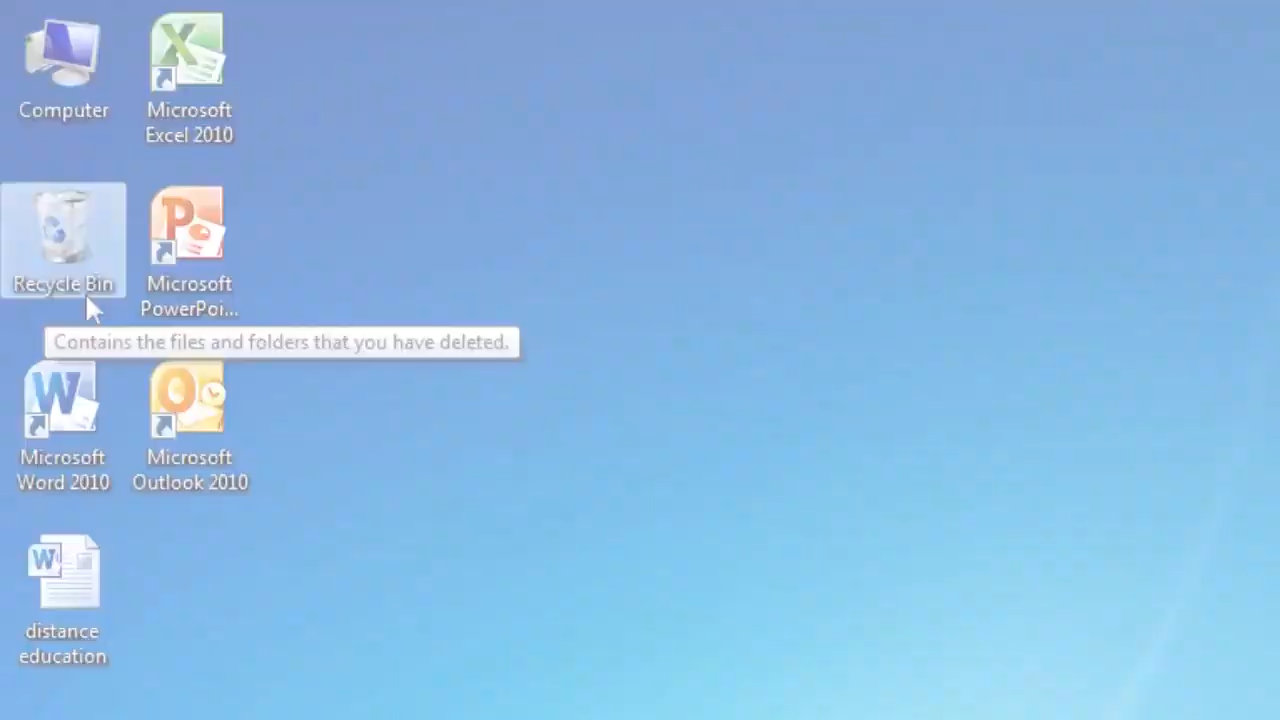 Computer
Microsoft
Excel 2010
Recycle Bin
Microsoft
PowerPoi...
Contains the files and folders that you have deleted.
Microsoft
Word 2010
Microsoft
Outlook 2010
distance
education